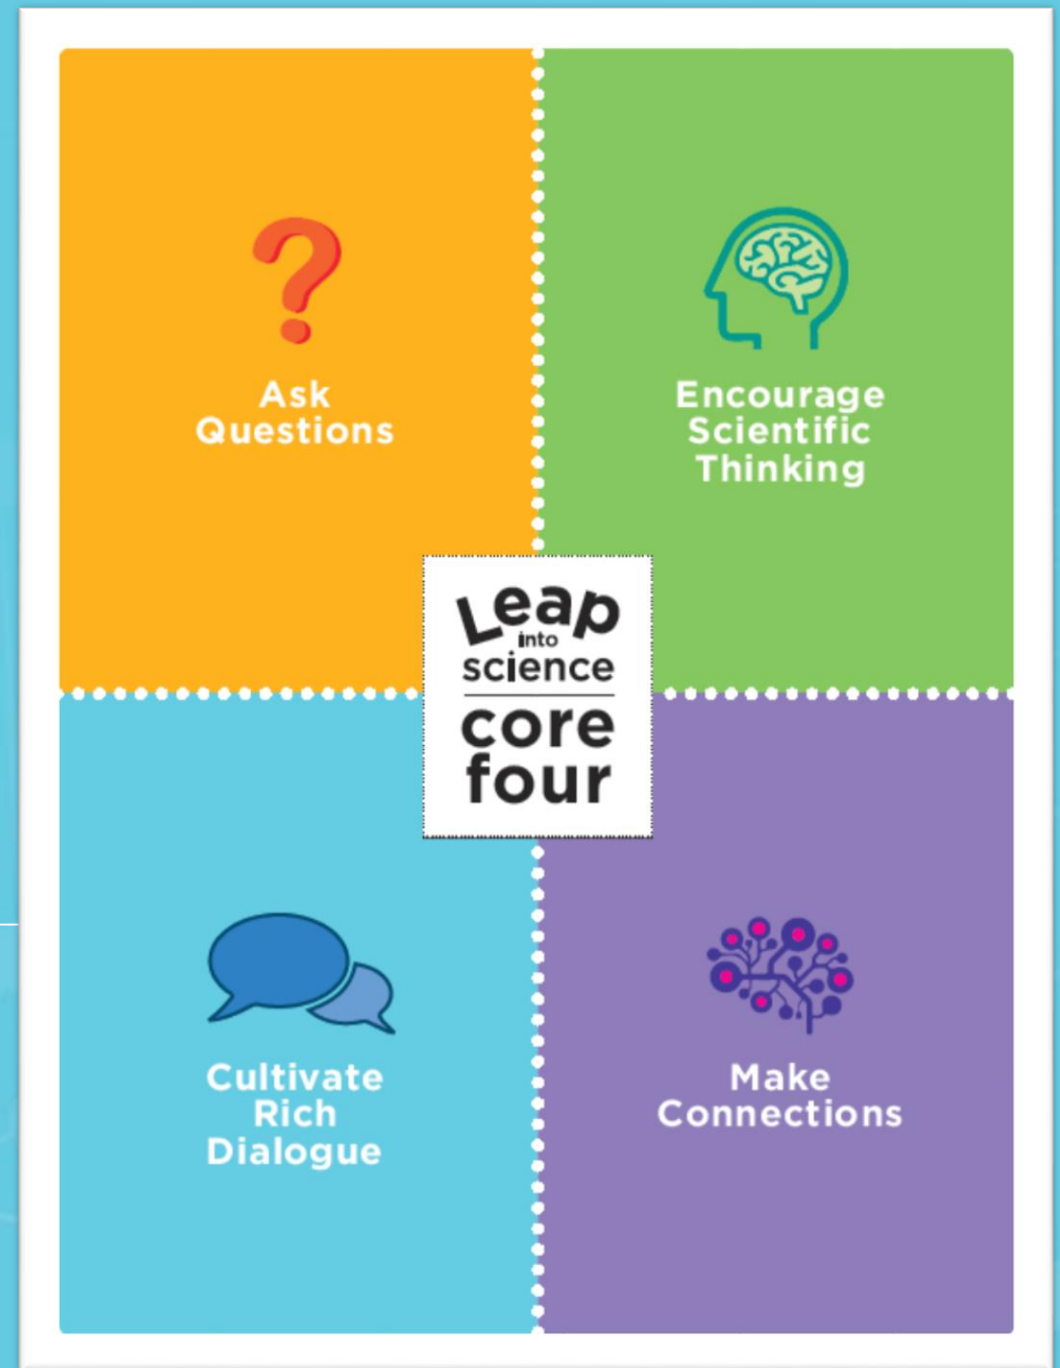 Ask
Questions
Encourage
Scientific
Thinking
Leap
into
science
core
four
Cultivate
Rich
Dialogue
Make
Connections